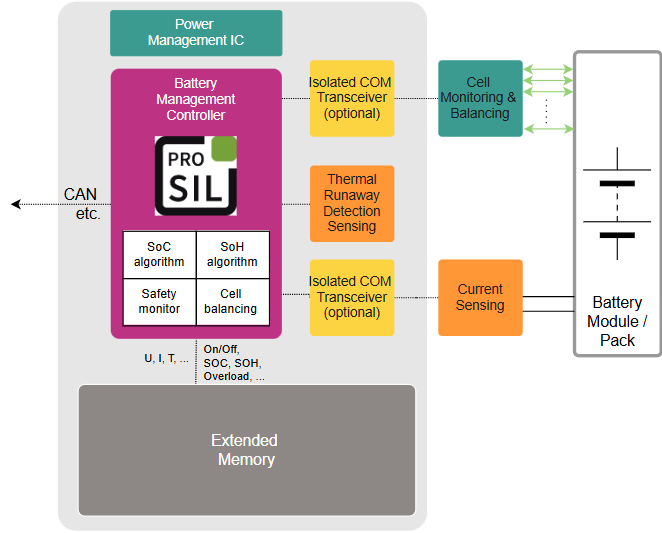 Power
Management IC
Battery
Management
Controller
PRO
SIL
SoC
algorithm
SoH
algorithm
Safety
monitor
Cell
balancing
CAN
etc.
Isolated COM
Transceiver
(optional)
Thermal
Runaway
Detection
Sensing
Isolated COM
Transceiver
(optional)
Cell
Monitoring &
Balancing
Current
Sensing
Battery
Module /
Pack
U, I, T, ...
On/Off,
SOC, SOH,
Overload, ...
Extended
Memory